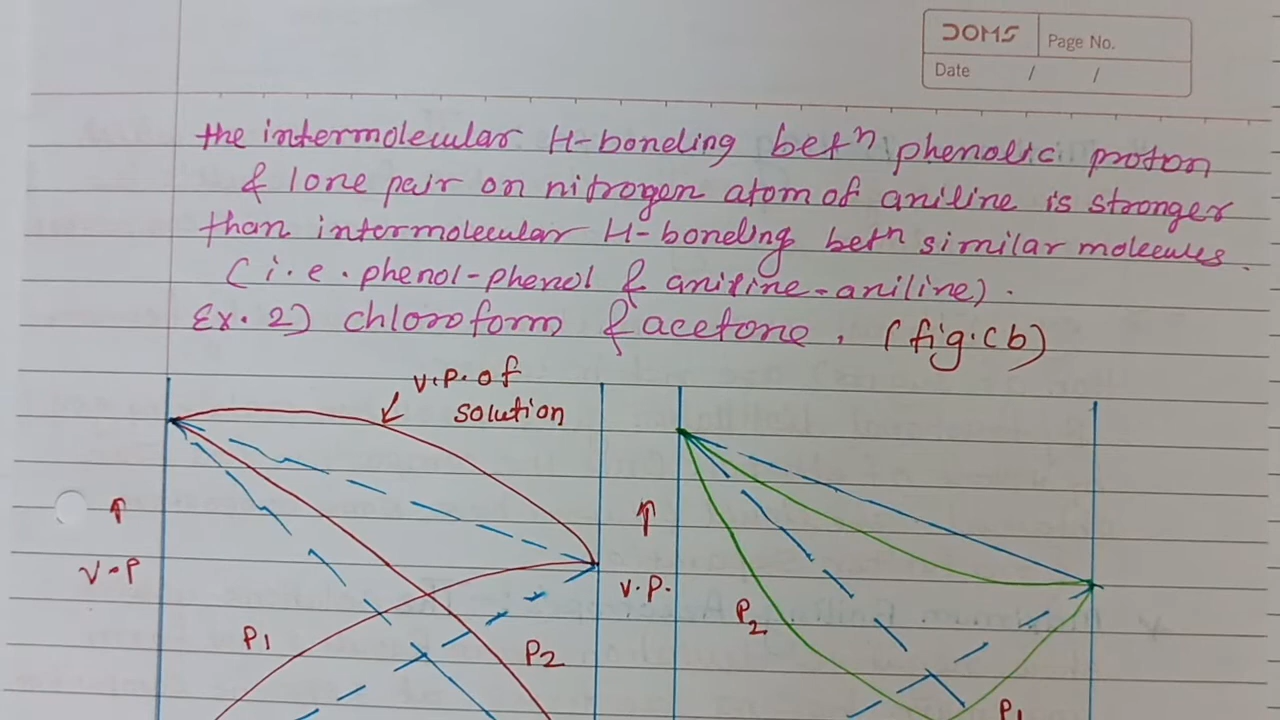 DOMS
Page No.
Date / /
the intermolecular H-bonding betⁿ phenolic proton
& lone pair on nitrogen atom of aniline is stronger
than intermolecular H-bonding betⁿ similar molecules.
(i.e. phenol-phenol & aniline-aniline).
Ex. 2) chloroform & acetone. (fig. (b)
v.p. of
solution
↑
V.P
P1
P2
↑
V.P.
P2
P1